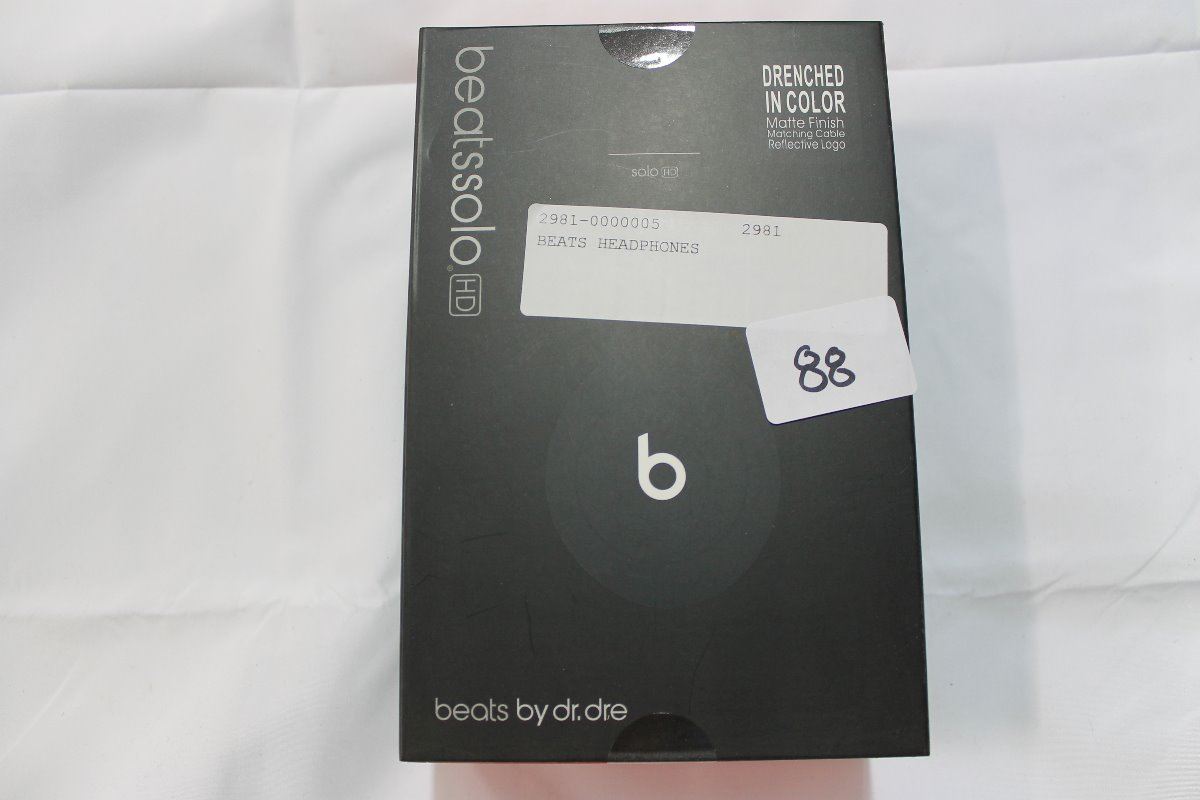 beatssolo HD
DRENCHED
IN COLOR
Matte Finish
Matching Cable
Reflective Logo
solo HD
2981-0000005 2981
BEATS HEADPHONES
88
b
beats by dr. dre